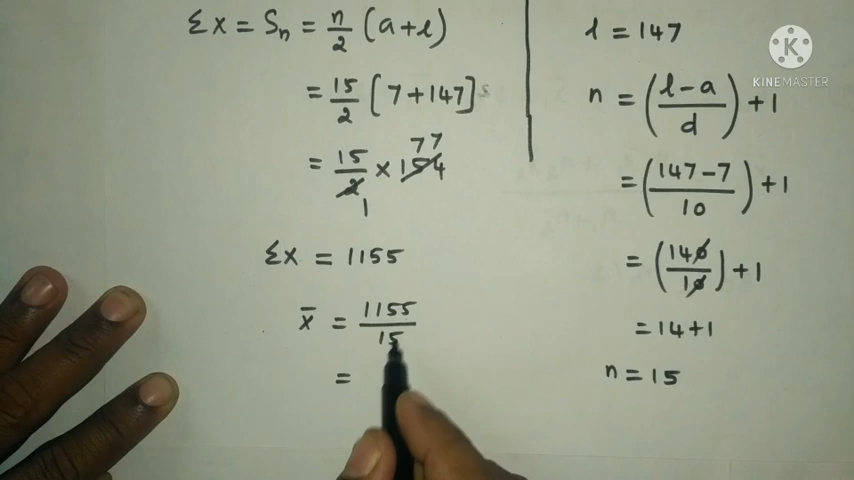 Σx = Sn = n/2 (a+l)
= 15/2 [7+147]
= 15/2 × 154 77
1
Σx = 1155
x̄ = 1155/15
=
l = 147
n = ((l-a)/d) + 1
= ((147-7)/10) + 1
= (140/10) + 1
= 14+1
n = 15
K
KINEMASTER